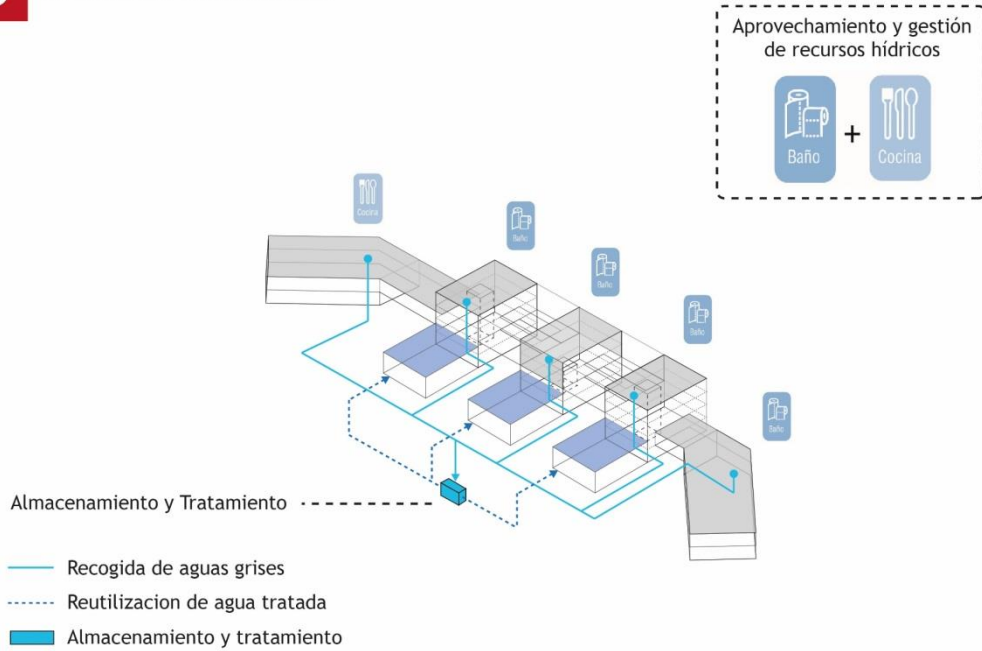 Aprovechamiento y gestión
de recursos hídricos
Baño
+
Cocina
Cocina
Baño
Baño
Baño
Baño
Almacenamiento y Tratamiento
Recogida de aguas grises
Reutilizacion de agua tratada
Almacenamiento y tratamiento